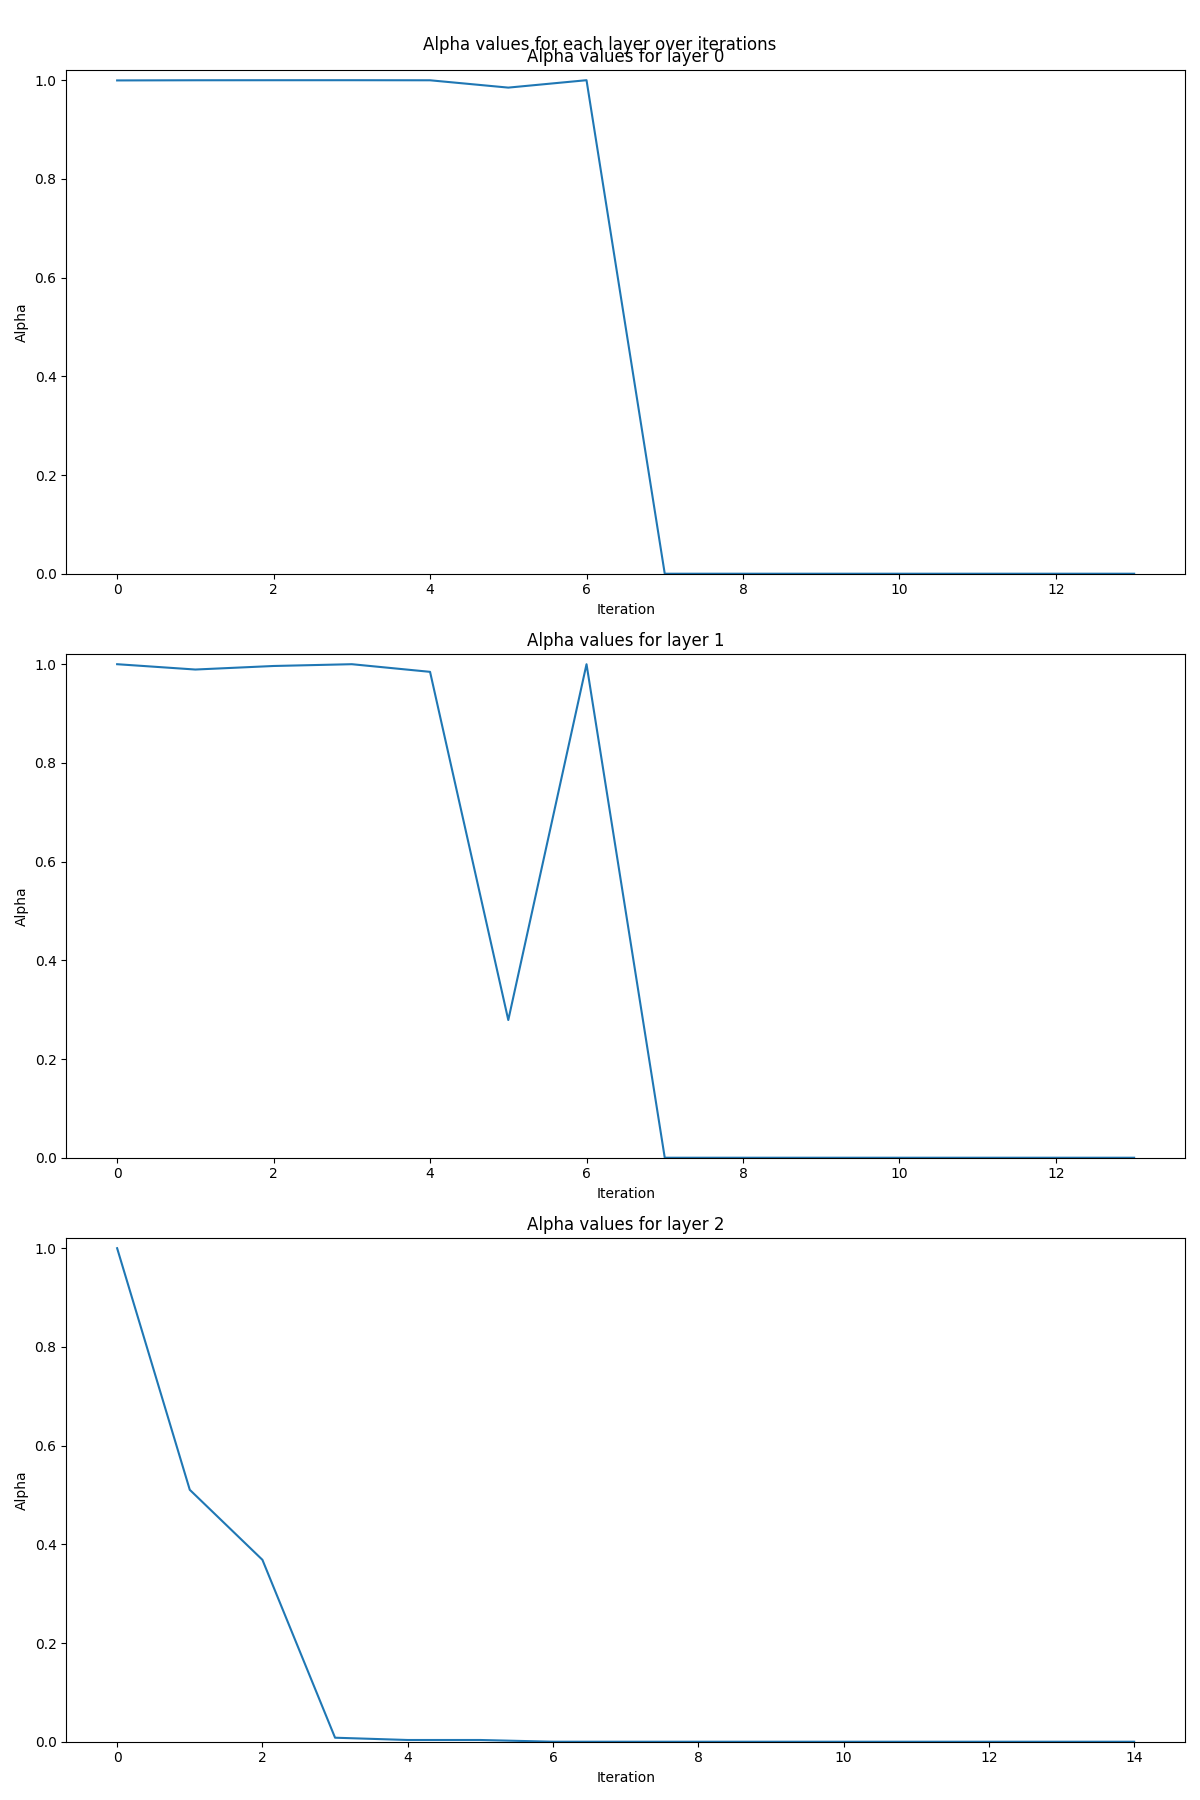 Alpha values for each layer over iterations
Alpha values for layer 0
1.0
0.8
0.6
0.4
0.2
0.0
Alpha
0 2 4 6 8 10 12
Iteration
Alpha values for layer 1
1.0
0.8
0.6
0.4
0.2
0.0
Alpha
0 2 4 6 8 10 12
Iteration
Alpha values for layer 2
1.0
0.8
0.6
0.4
0.2
0.0
Alpha
0 2 4 6 8 10 12 14
Iteration